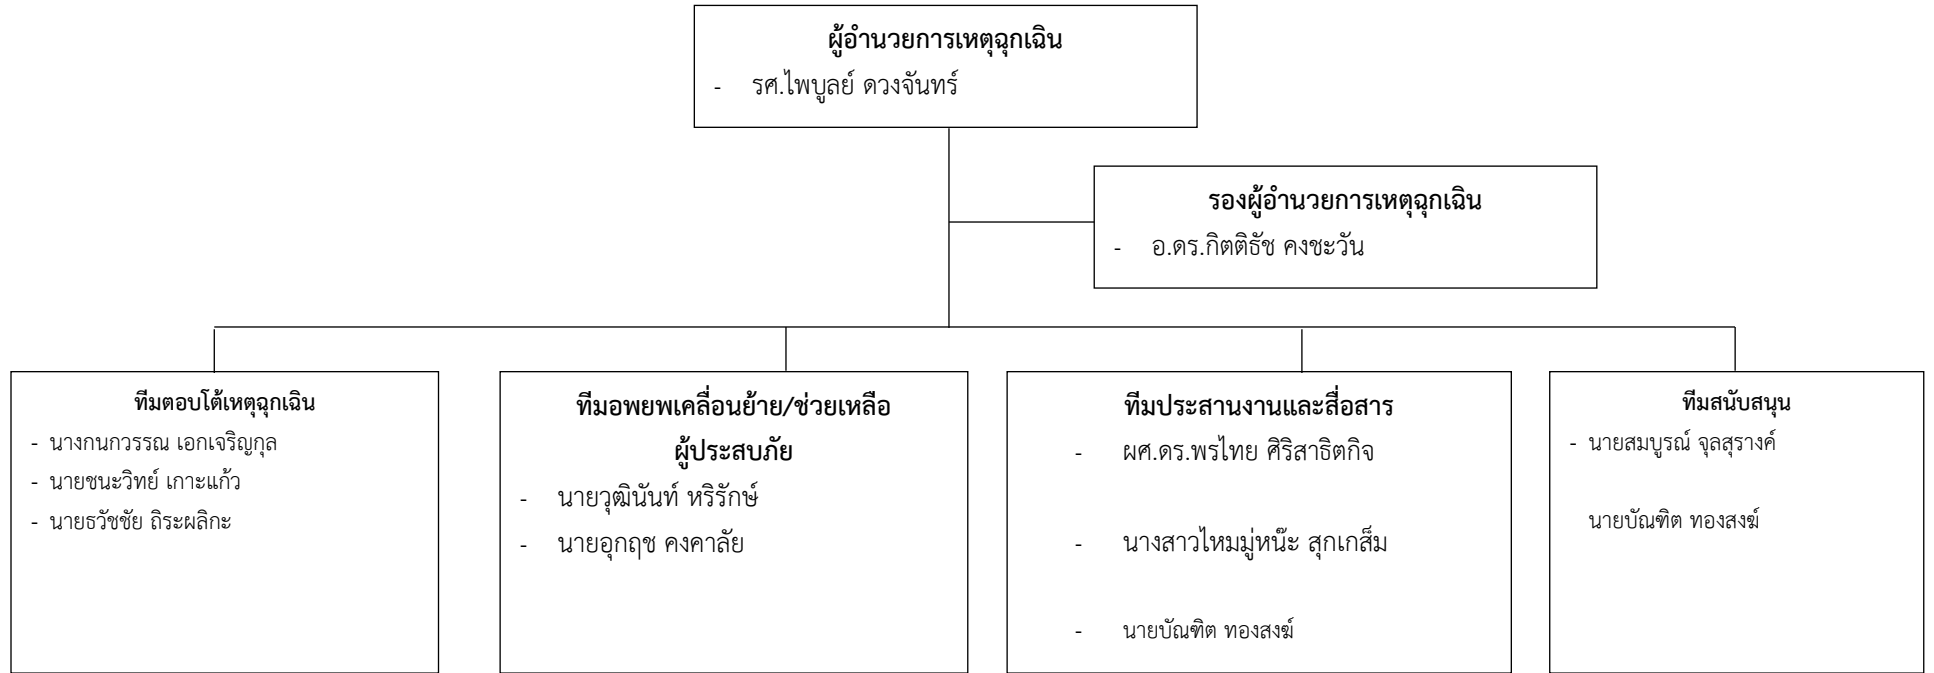 ผู้อำนวยการเหตุฉุกเฉิน
- รศ.ไพบูลย์ ดวงจันทร์
รองผู้อำนวยการเหตุฉุกเฉิน
- อ.ดร.กิตติธัช คงชะวัน
ทีมตอบโต้เหตุฉุกเฉิน
- นางกนกวรรณ เอกเจริญกุล
- นายชนะวิทย์ เกาะแก้ว
- นายธวัชชัย ถิระผลิกะ
ทีมอพยพเคลื่อนย้าย/ช่วยเหลือ
ผู้ประสบภัย
- นายวุฒินันท์ หริรักษ์
- นายอุกฤช คงคาลัย
ทีมประสานงานและสื่อสาร
- ผศ.ดร.พรไทย ศิริสาธิตกิจ
- นางสาวไหมมู่หน๊ะ สุกเกส็ม
- นายบัณฑิต ทองสงฆ์
ทีมสนับสนุน
- นายสมบูรณ์ จุลสุรางค์
นายบัณฑิต ทองสงฆ์